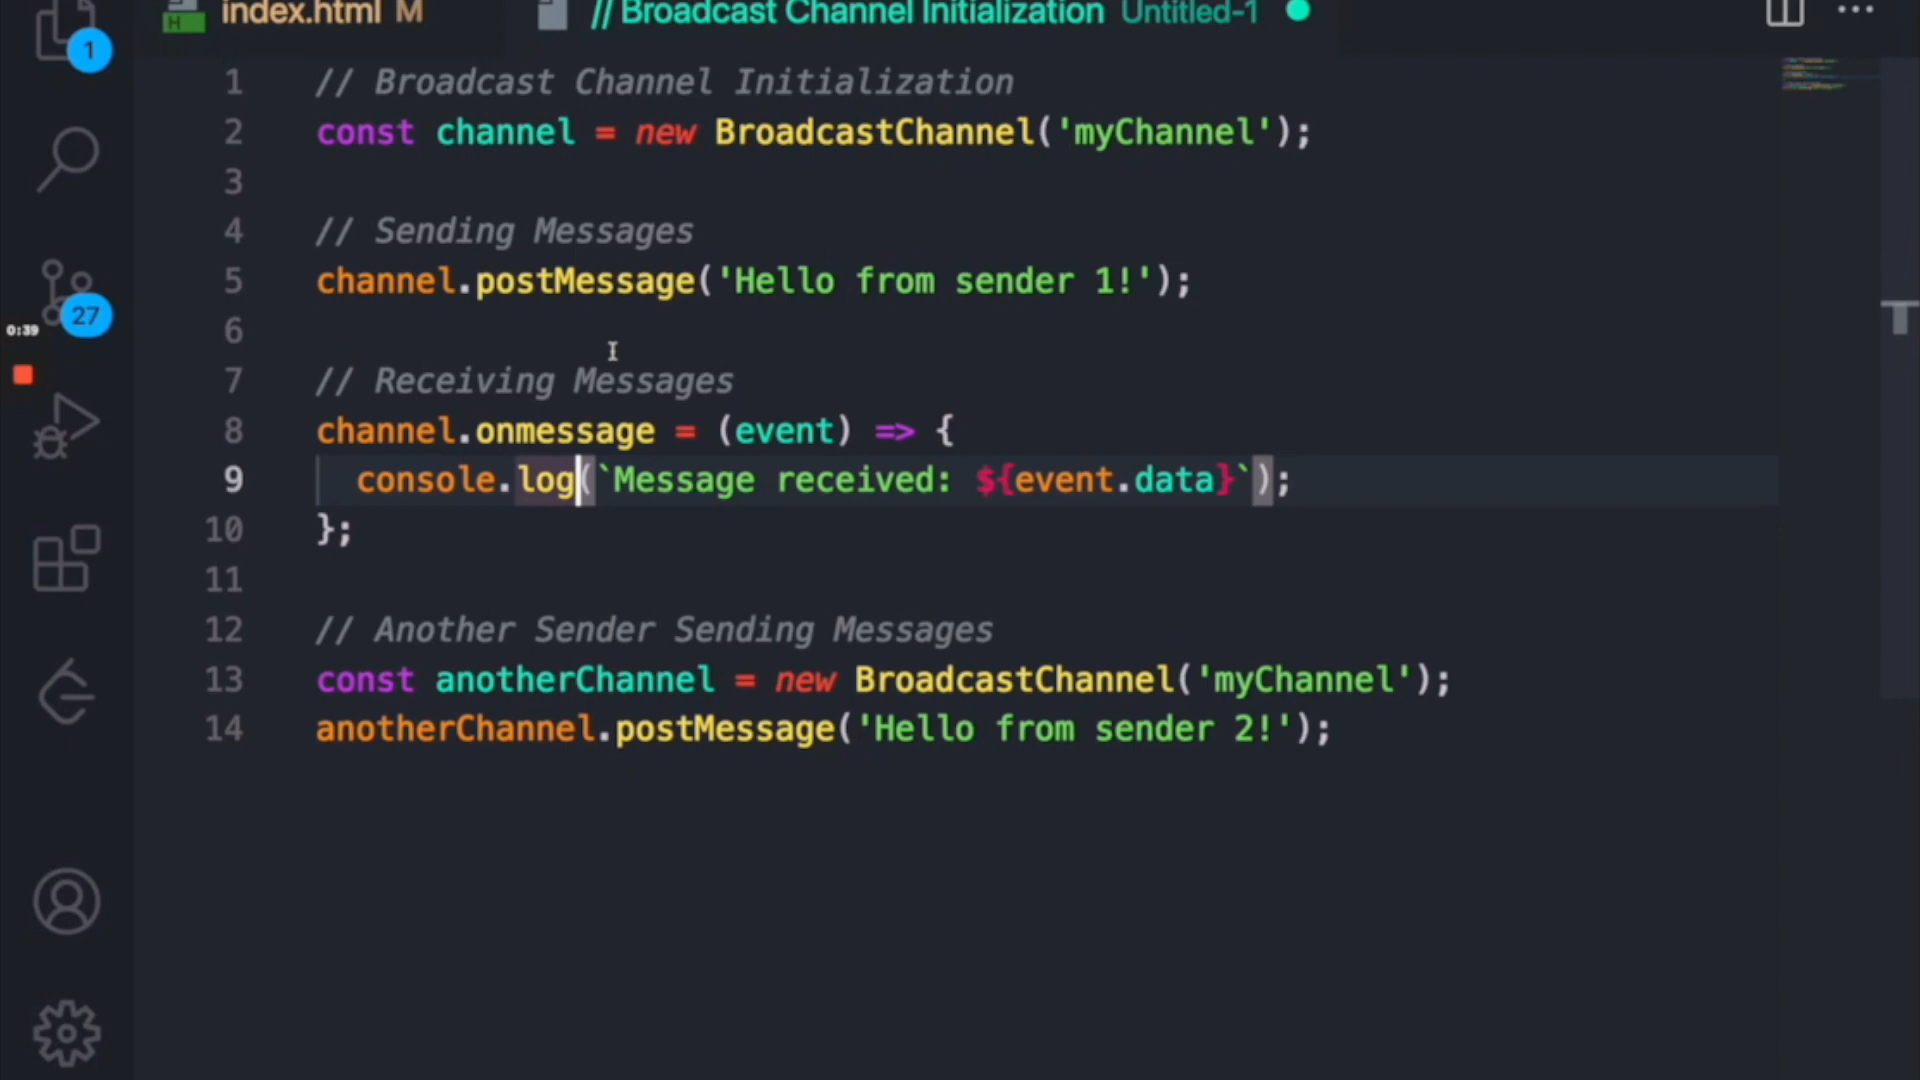 index.html M
// Broadcast Channel Initialization Untitled-1
1
1 // Broadcast Channel Initialization
2 const channel = new BroadcastChannel('myChannel');
3
4 // Sending Messages
5 channel.postMessage('Hello from sender 1!');
6
7 // Receiving Messages
8 channel.onmessage = (event) => {
9 console.log(`Message received: ${event.data}`);
10 };
11
12 // Another Sender Sending Messages
13 const anotherChannel = new BroadcastChannel('myChannel');
14 anotherChannel.postMessage('Hello from sender 2!');
27
0:39
H
T